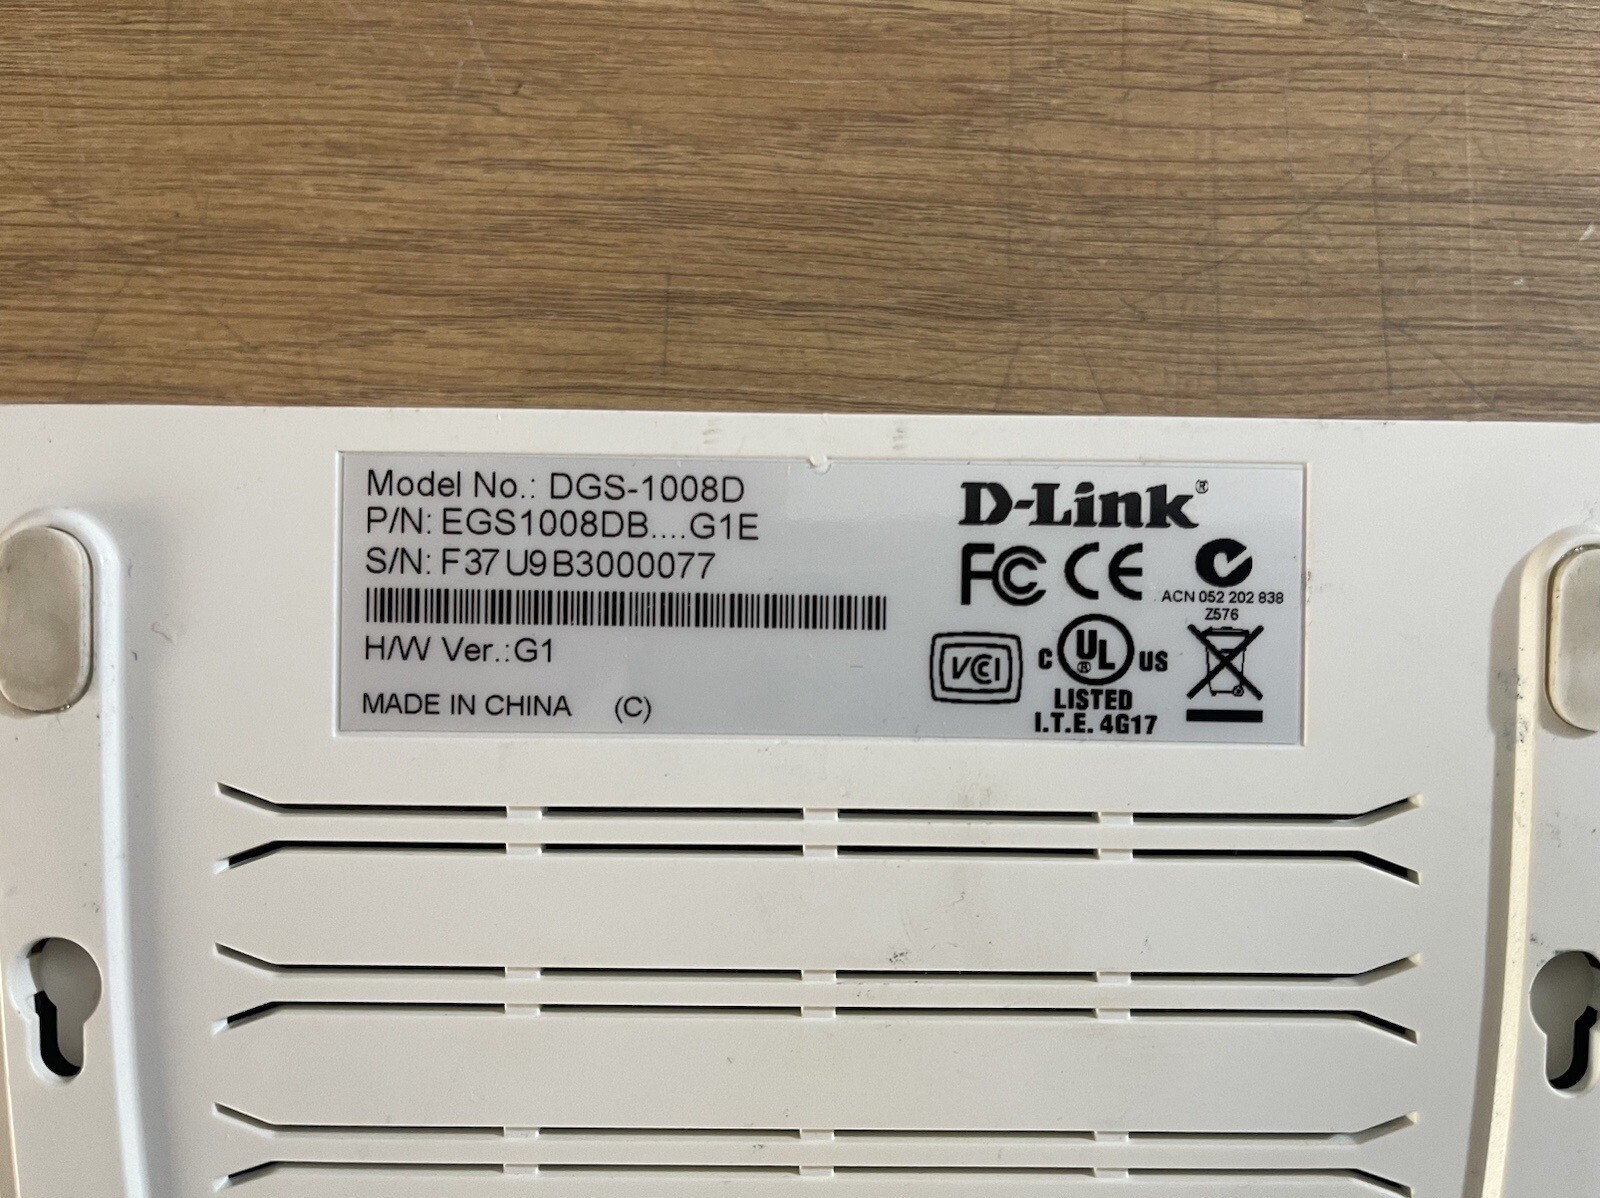 Model No.: DGS-1008D
P/N: EGS1008DB....G1E
S/N: F37U9B3000077
H/W Ver.:G1
MADE IN CHINA (C)
D-Link®
FC CE
ACN 052 202 838
Z576
VCI
C UL® US
LISTED
I.T.E. 4G17